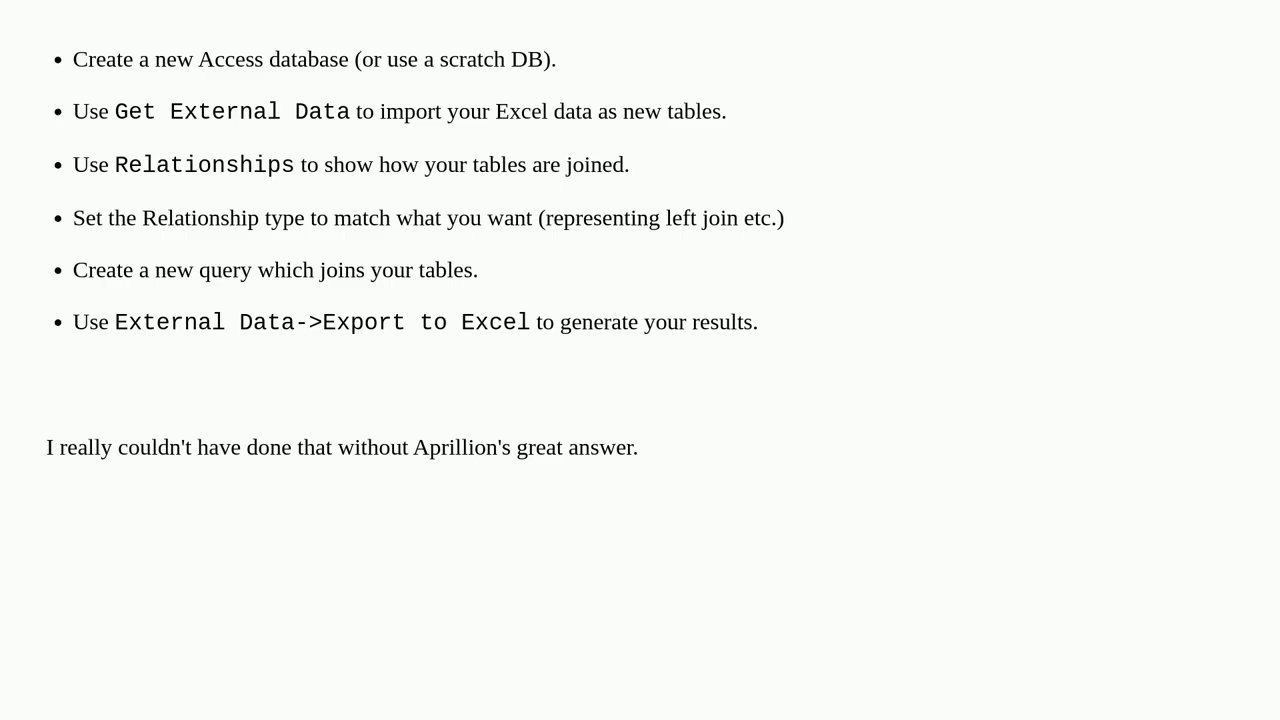 • Create a new Access database (or use a scratch DB).
• Use Get External Data to import your Excel data as new tables.
• Use Relationships to show how your tables are joined.
• Set the Relationship type to match what you want (representing left join etc.)
• Create a new query which joins your tables.
• Use External Data->Export to Excel to generate your results.
I really couldn't have done that without Aprillion's great answer.